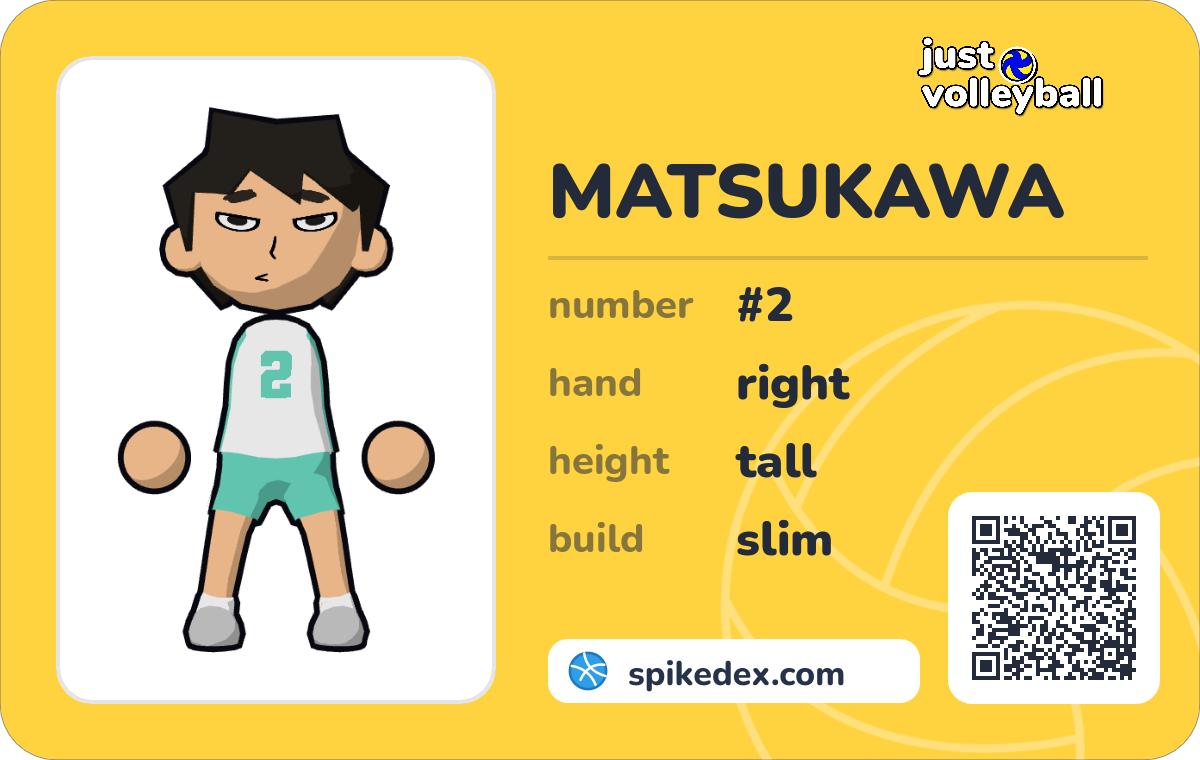 just
volleyball
MATSUKAWA
number #2
hand right
height tall
build slim
2
spikedex.com